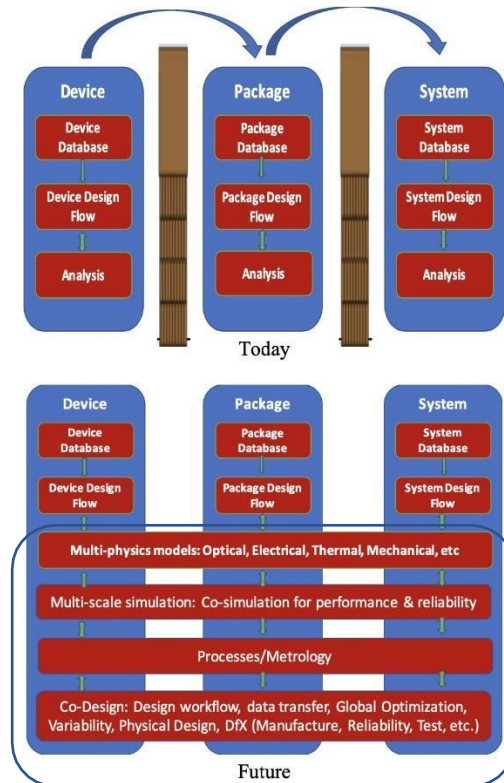 Device
Package
System
Device
Database
Package
Database
System
Database
Device Design
Flow
Package Design
Flow
System Design
Flow
Analysis
Analysis
Analysis
Today
Device
Package
System
Device
Database
Package
Database
System
Database
Device Design
Flow
Package Design
Flow
System Design
Flow
Multi-physics models: Optical, Electrical, Thermal, Mechanical, etc
Multi-scale simulation: Co-simulation for performance & reliability
Processes/Metrology
Co-Design: Design workflow, data transfer, Global Optimization,
Variability, Physical Design, DfX (Manufacture, Reliability, Test, etc.)
Future